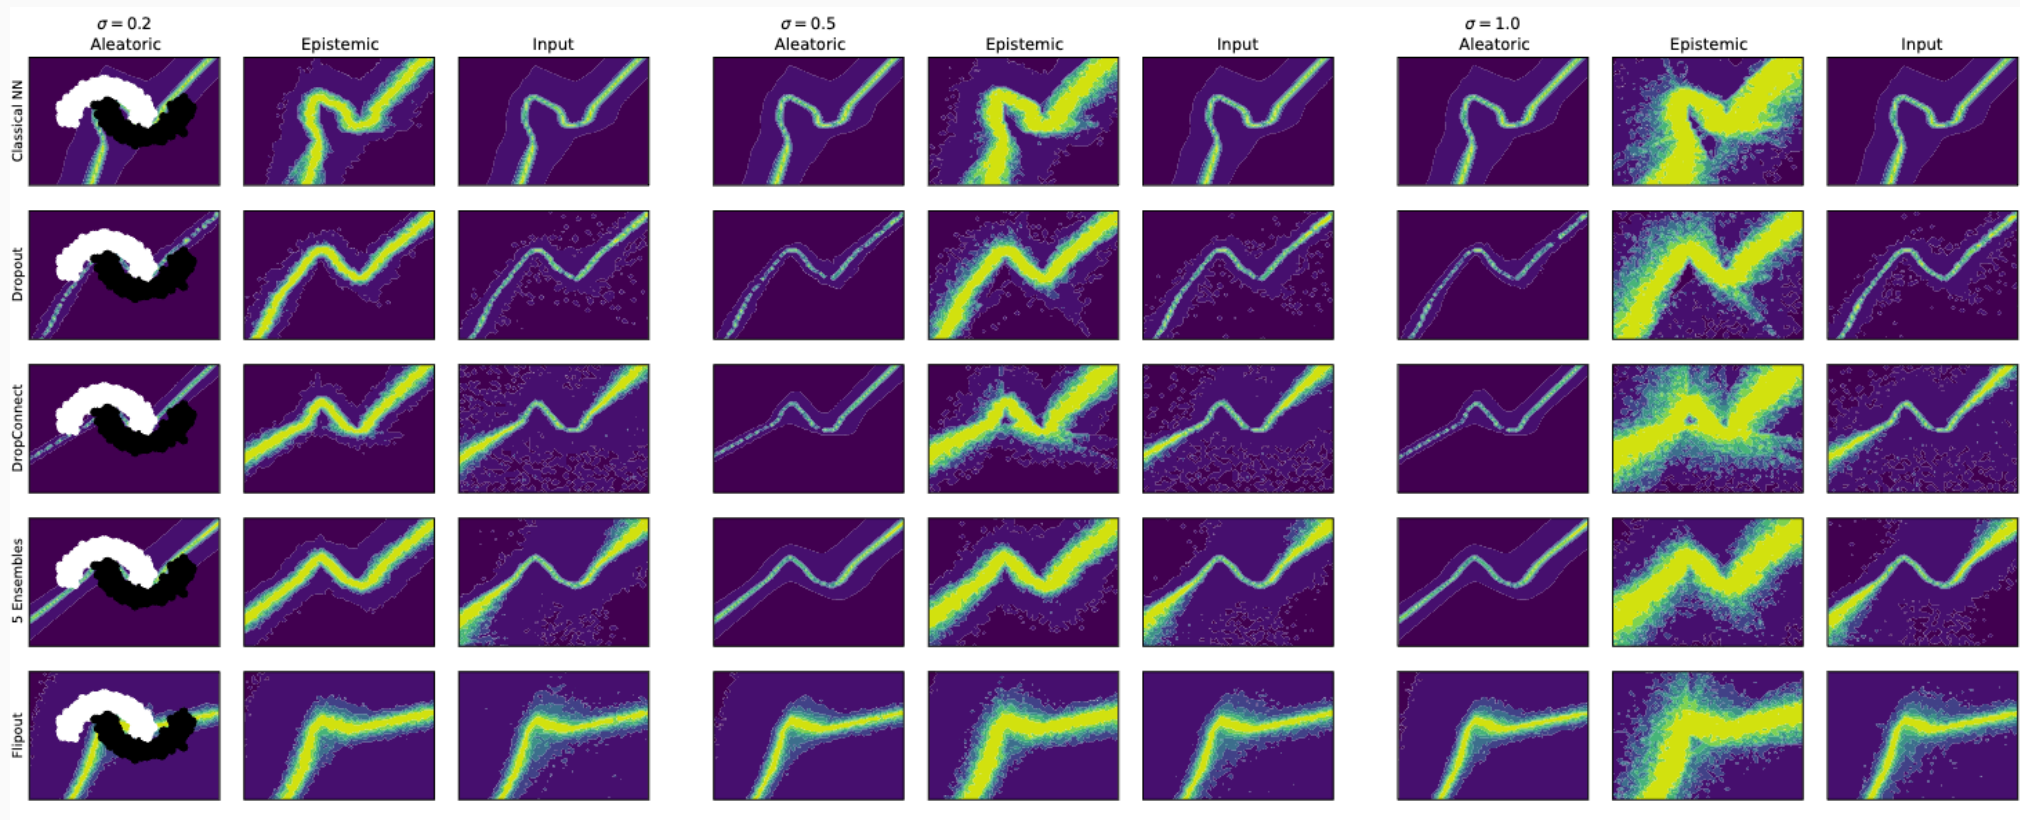 σ = 0.2
σ = 0.5
σ = 1.0
Aleatoric Epistemic Input Aleatoric Epistemic Input Aleatoric Epistemic Input
Classical NN
Dropout
DropConnect
5 Ensembles
Flipout